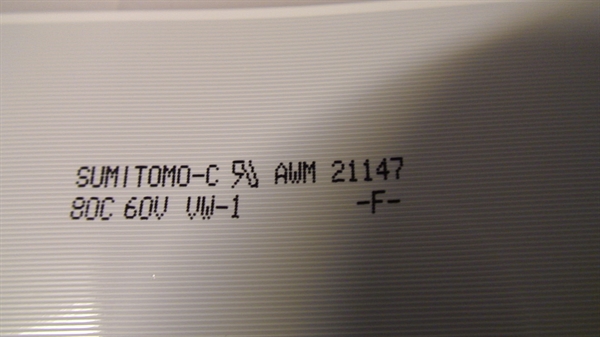 SUMITOMO-C AWM 21147
80C 60V VW-1 -F-